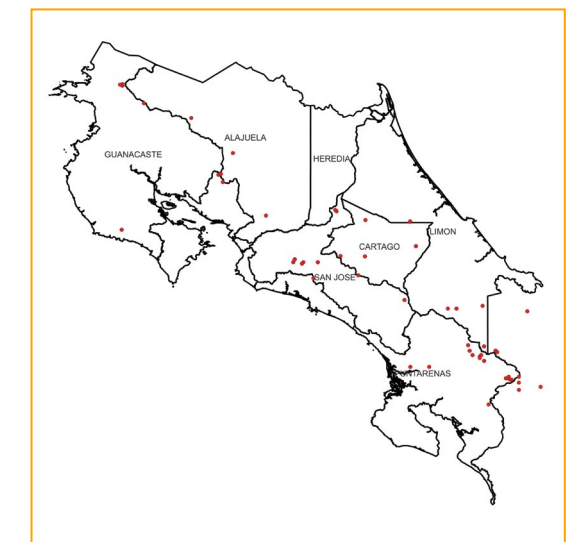 ALAJUELA
GUANACASTE
HEREDIA
LIMON
CARTAGO
SAN JOSE
PUNTARENAS